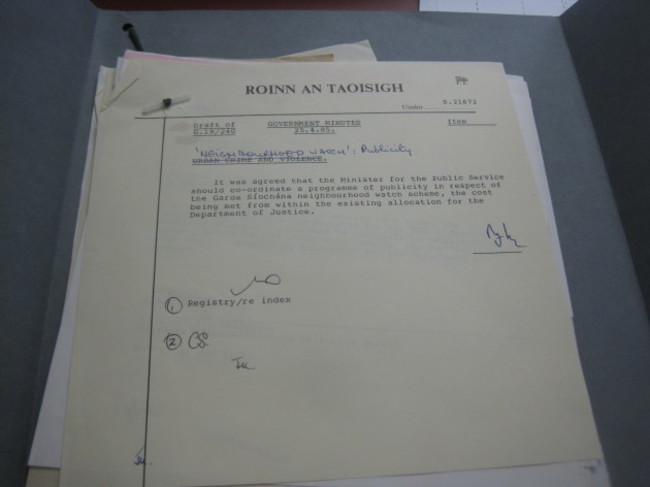 ROINN AN TAOISIGH
Uimhir S.21672
Draft of GOVERNMENT MINUTES Item
G.19/240 25.4.85.
'NEIGHBOURHOOD WATCH'; Publicity
URBAN CRIME AND VIOLENCE.
It was agreed that the Minister for the Public Service
should co-ordinate a programme of publicity in respect of
the Garda Síochána neighbourhood watch scheme, the cost
being met from within the existing allocation for the
Department of Justice.
1 Registry/re index
2 CS.